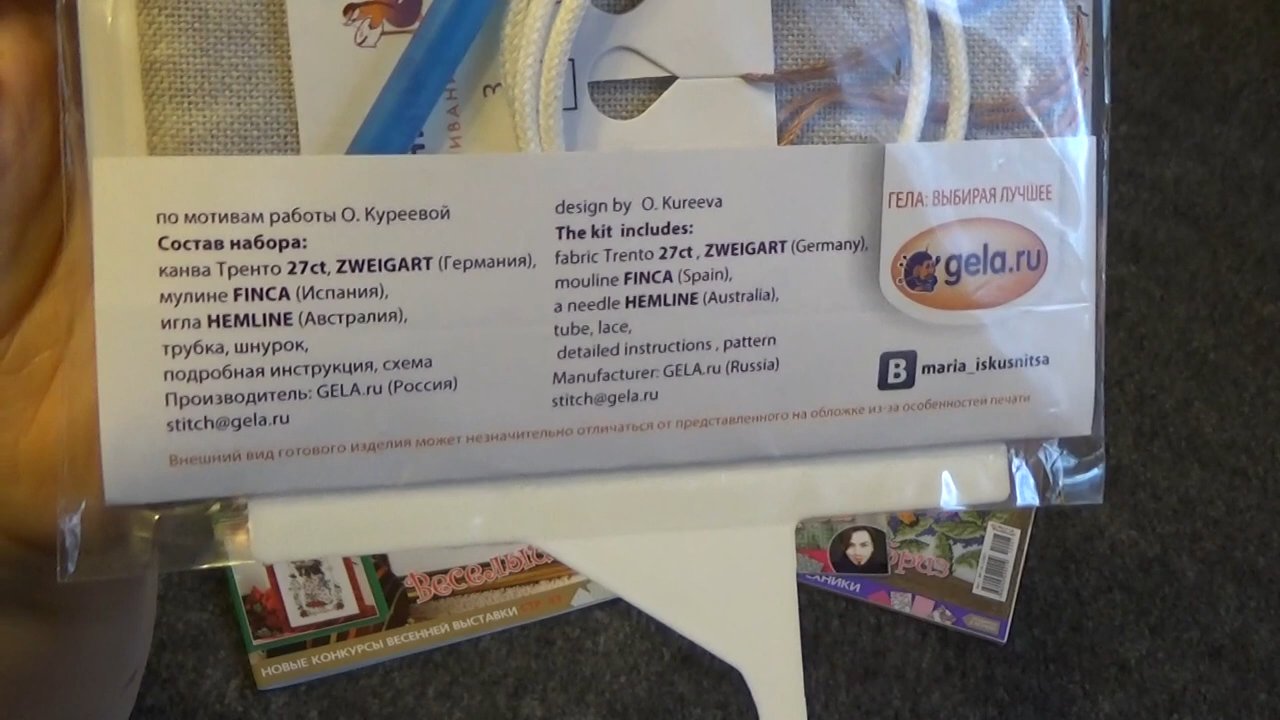 по мотивам работы О. Куреевой
Состав набора:
канва Тренто 27ct, ZWEIGART (Германия),
мулине FINCA (Испания),
игла HEMLINE (Австралия),
трубка, шнурок,
подробная инструкция, схема
Производитель: GELA.ru (Россия)
stitch@gela.ru
design by O. Kureeva
The kit includes:
fabric Trento 27ct , ZWEIGART (Germany),
mouline FINCA (Spain),
a needle HEMLINE (Australia),
tube, lace,
detailed instructions , pattern
Manufacturer: GELA.ru (Russia)
stitch@gela.ru
ГЕЛА: ВЫБИРАЯ ЛУЧШЕЕ
gela.ru
B maria_iskusnitsa
Внешний вид готового изделия может незначительно отличаться от представленного на обложке из-за особенностей печати
НОВЫЕ КОНКУРСЫ ВЕСЕННЕЙ ВЫСТАВКИ